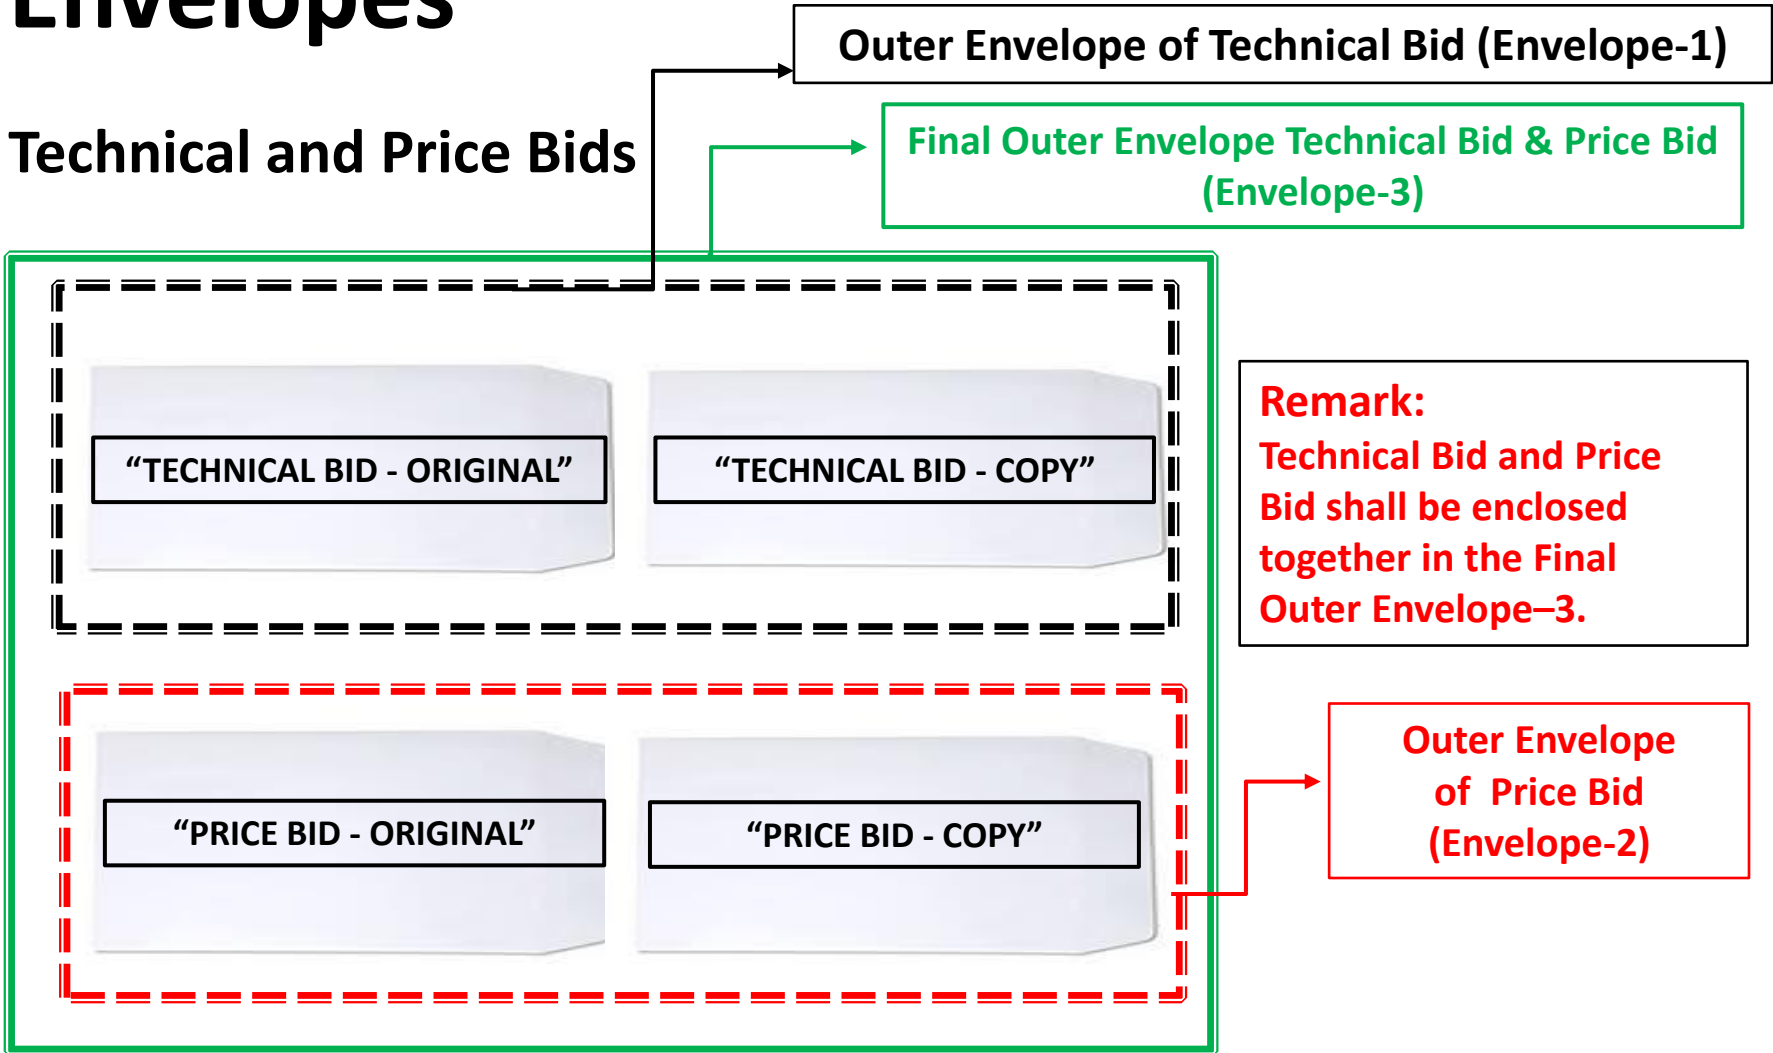 Envelopes
Outer Envelope of Technical Bid (Envelope-1)
Technical and Price Bids
Final Outer Envelope Technical Bid & Price Bid
(Envelope-3)
“TECHNICAL BID - ORIGINAL”
“TECHNICAL BID - COPY”
Remark:
Technical Bid and Price
Bid shall be enclosed
together in the Final
Outer Envelope–3.
“PRICE BID - ORIGINAL”
“PRICE BID - COPY”
Outer Envelope
of  Price Bid
(Envelope-2)